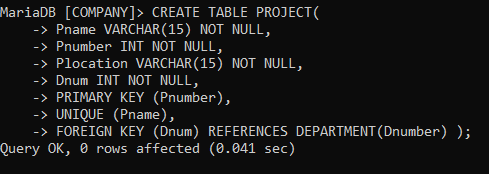 MariaDB [COMPANY]> CREATE TABLE PROJECT(
    -> Pname VARCHAR(15) NOT NULL,
    -> Pnumber INT NOT NULL,
    -> Plocation VARCHAR(15) NOT NULL,
    -> Dnum INT NOT NULL,
    -> PRIMARY KEY (Pnumber),
    -> UNIQUE (Pname),
    -> FOREIGN KEY (Dnum) REFERENCES DEPARTMENT(Dnumber) );
Query OK, 0 rows affected (0.041 sec)